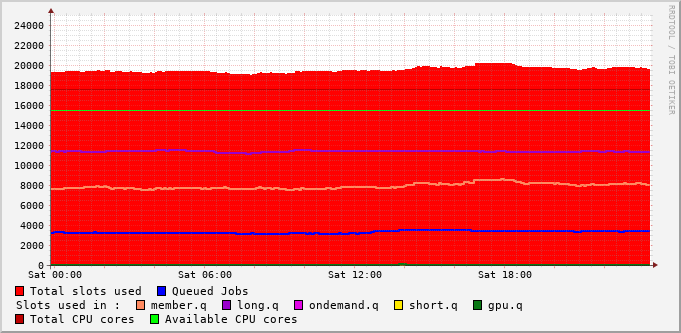 RRDTOOL / TOBI OETIKER
24000
22000
20000
18000
16000
14000
12000
10000
8000
6000
4000
2000
0
Sat 00:00 Sat 06:00 Sat 12:00 Sat 18:00
Total slots used Queued Jobs
Slots used in : member.q long.q ondemand.q short.q gpu.q
Total CPU cores Available CPU cores